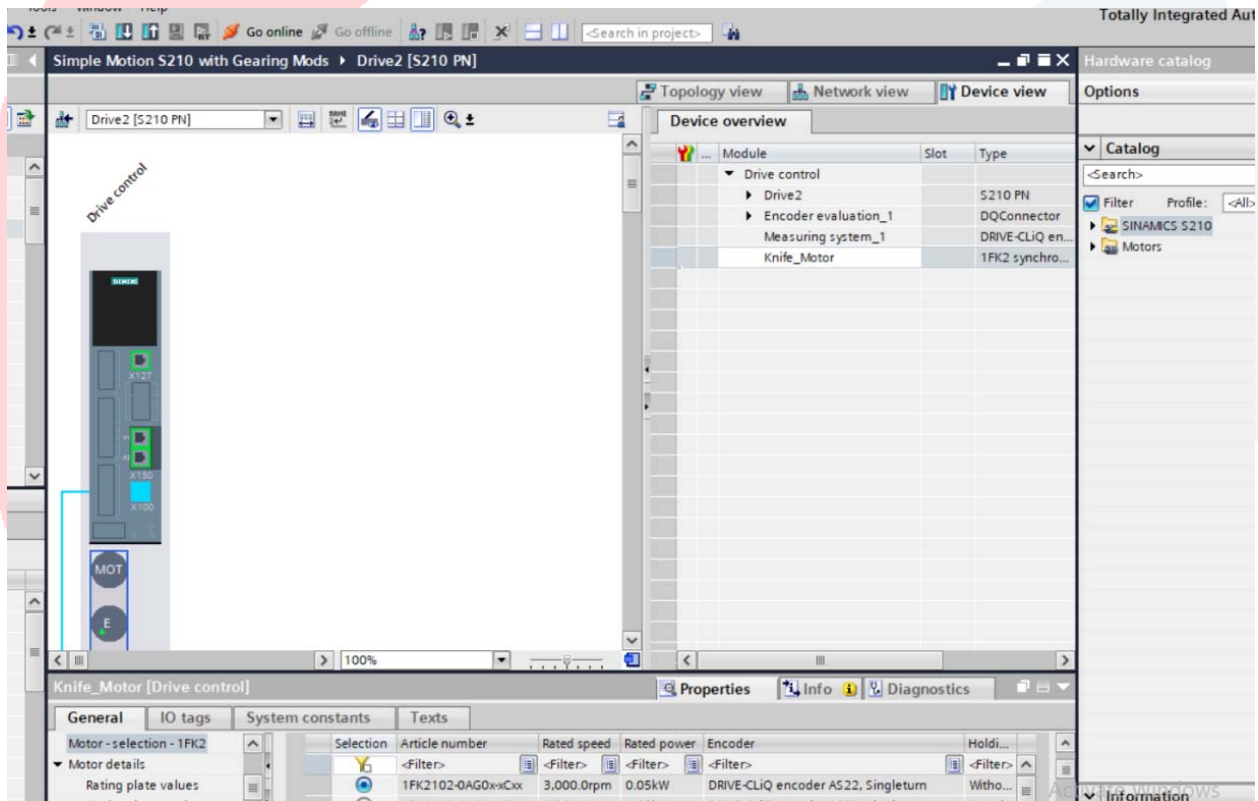 Totally Integrated Aut
Go online Go offline <Search in project>
Simple Motion S210 with Gearing Mods Drive2 [S210 PN]
Hardware catalog
Topology view Network view Device view
Options
Drive2 [S210 PN]
Device overview
... Module Slot Type
Catalog
Drive control
Drive control
<Search>
Drive2 S210 PN
Filter Profile: <All>
Encoder evaluation_1 DQConnector
SINAMICS S210
Measuring system_1 DRIVE-CLiQ en...
Motors
Knife_Motor 1FK2 synchro...
SIEMENS
X127
X150
X100
MOT
E
100%
Knife_Motor [Drive control]
Properties Info Diagnostics
General IO tags System constants Texts
Motor - selection - 1FK2
Selection Article number Rated speed Rated power Encoder Holdi...
Motor details
<Filter> <Filter> <Filter> <Filter> <Filter>
Rating plate values
1FK2102-0AG0x-xCxx 3,000.0rpm 0.05kW DRIVE-CLiQ encoder AS22, Singleturn Witho...
Activate Windows
Information